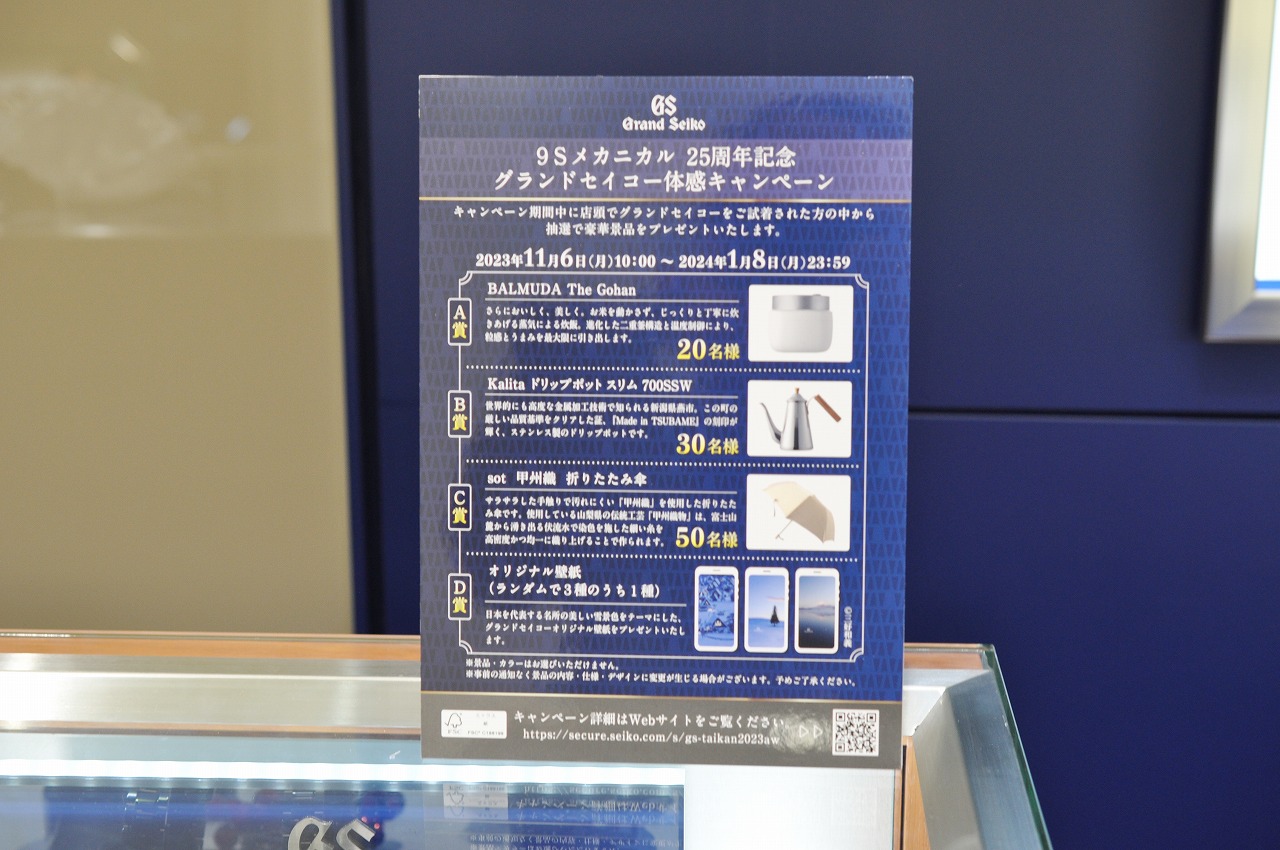 GS
Grand Seiko
9Sメカニカル 25周年記念
グランドセイコー体感キャンペーン
キャンペーン期間中に店頭でグランドセイコーをご試着された方の中から
抽選で豪華景品をプレゼントいたします。
2023年11月6日(月)10:00 ~ 2024年1月8日(月)23:59
A賞
BALMUDA The Gohan
さらにおいしく、美しく。お米を動かさず、じっくりと丁寧に炊
きあげる蒸気による炊飯。進化した二重釜構造と温度制御により、
粒感とうまみを最大限に引き出します。
20名様
B賞
Kalita ドリップポット スリム 700SSW
世界的にも高度な金属加工技術で知られる新潟県燕市。この町の
厳しい品質基準をクリアした証、『Made in TSUBAME』の刻印が
輝く、ステンレス製のドリップポットです。
30名様
C賞
sot 甲州織 折りたたみ傘
サラサラした手触りで汚れにくい「甲州織」を使用した折りたた
み傘です。使用している山梨県の伝統工芸「甲州織物」は、富士山
麓から湧き出る伏流水で染色を施した細い糸を
高密度かつ均一に織り上げることで作られます。
50名様
D賞
オリジナル壁紙
(ランダムで3種のうち1種)
日本を代表する名所の美しい雪景色をテーマにした、
グランドセイコーオリジナル壁紙をプレゼントいたし
ます。
©三好和義
※景品・カラーはお選びいただけません。
※事前の通知なく景品の内容・仕様・デザインに変更が生じる場合がございます。予めご了承ください。
キャンペーン詳細はWebサイトをご覧ください。
https://secure.seiko.com/s/gs-taikan2023aw
GS